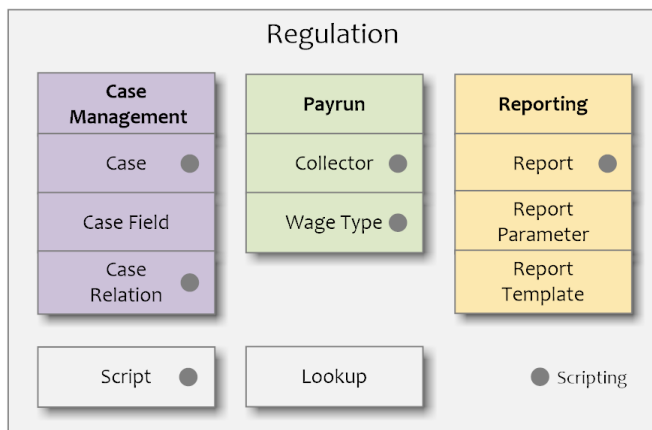 Regulation
Case
Management
Case
Case Field
Case
Relation
Payrun
Collector
Wage Type
Reporting
Report
Report
Parameter
Report
Template
Script
Lookup
Scripting